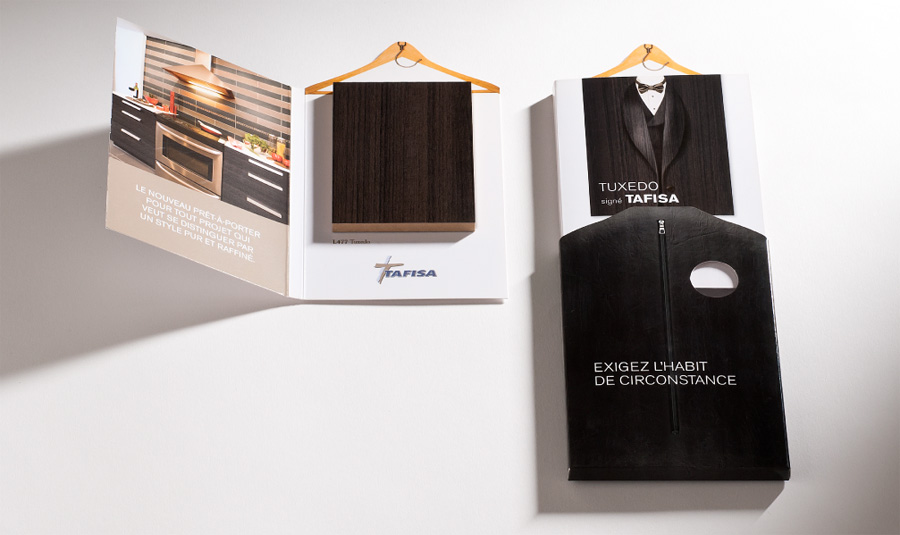 LE NOUVEAU PRÊT-À-PORTER
POUR TOUT PROJET QUI
VEUT SE DISTINGUER PAR
UN STYLE PUR ET RAFFINÉ.
L477 Tuxedo
TAFISA
TUXEDO
signé TAFISA
EXIGEZ L'HABIT
DE CIRCONSTANCE